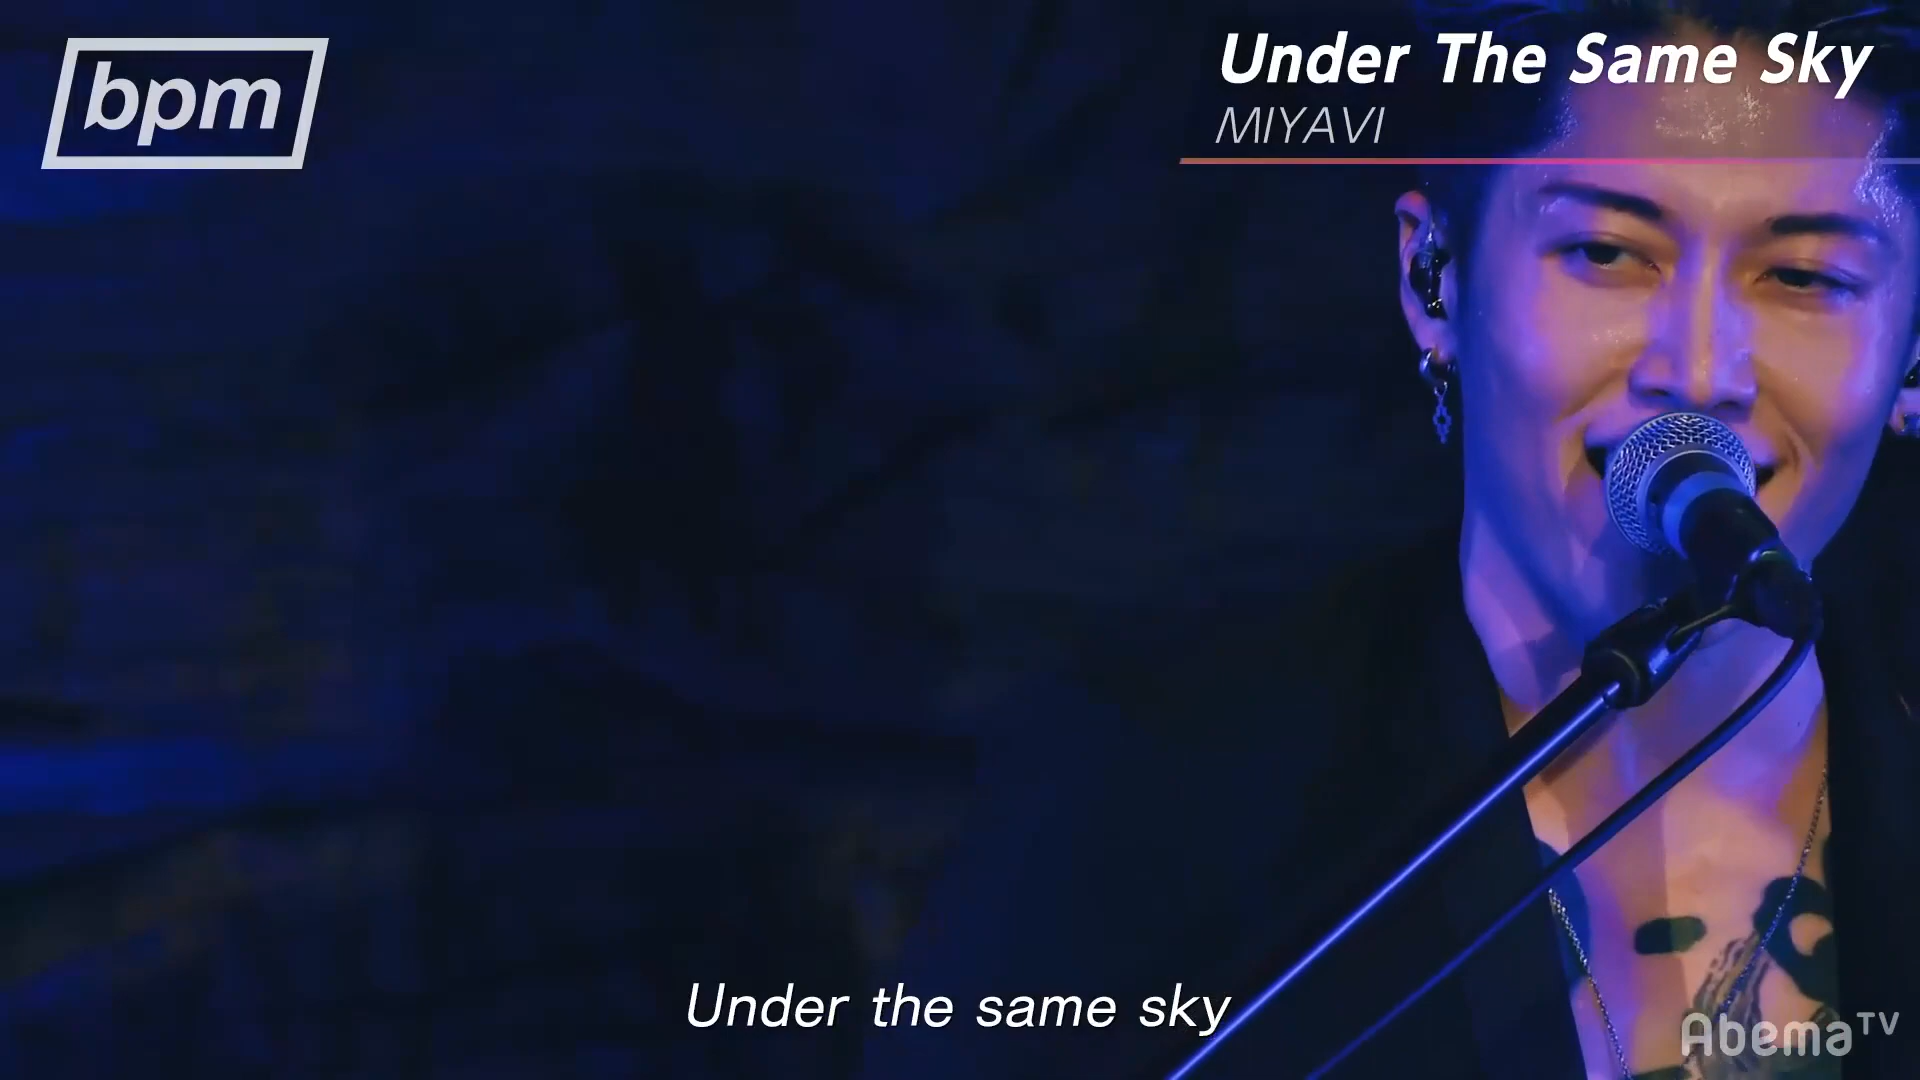 bpm
Under The Same Sky
MIYAVI
Under the same sky
AbemaTV